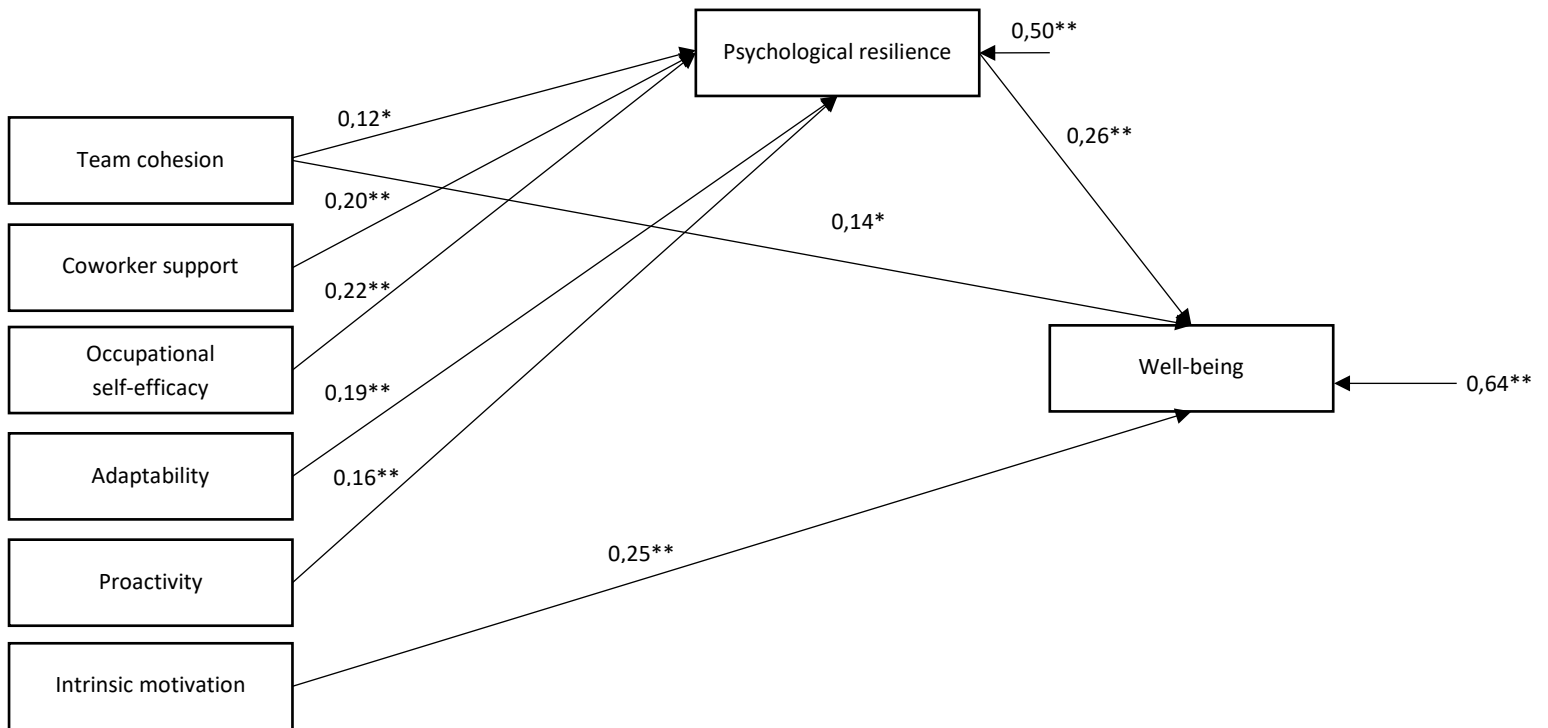 Psychological resilience
0,50**
0,12*
0,26**
Team cohesion
0,20**
0,14*
Coworker support
0,22**
Occupational
self-efficacy
Well-being
0,64**
0,19**
Adaptability
0,16**
Proactivity
0,25**
Intrinsic motivation